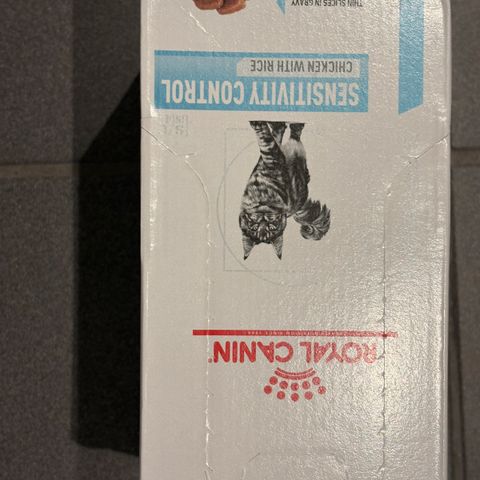 ROYAL CANIN
SENSITIVITY CONTROL
CHICKEN WITH RICE
THIN SLICES IN GRAVY